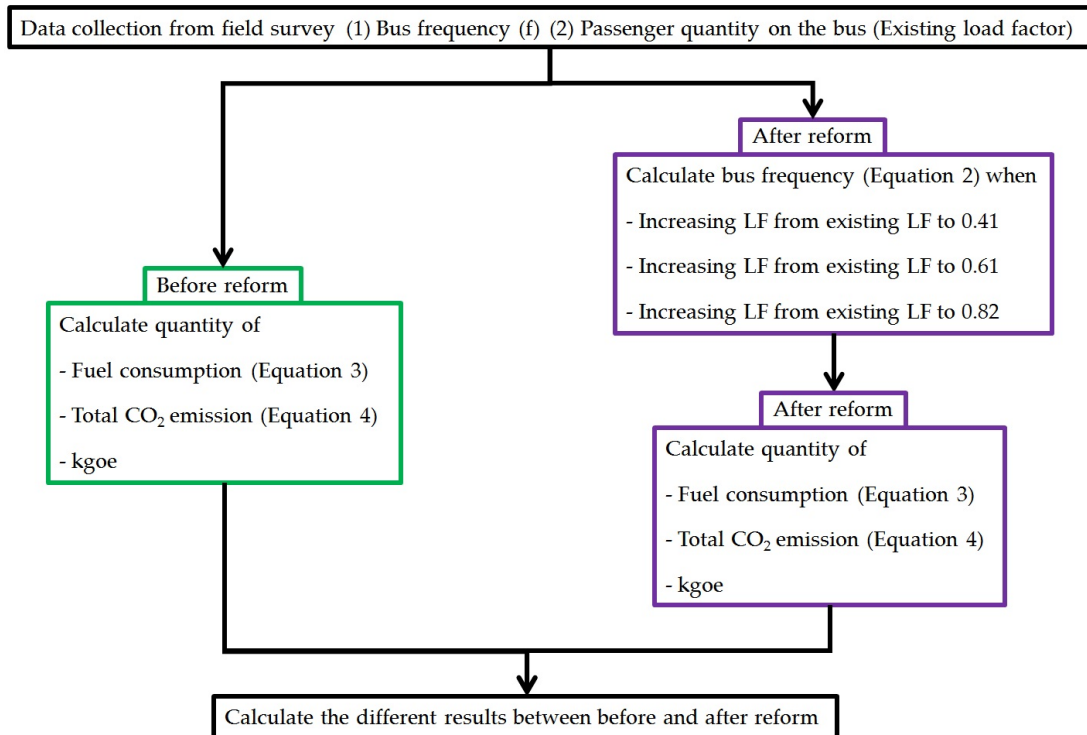 Data collection from field survey (1) Bus frequency (f) (2) Passenger quantity on the bus (Existing load factor)
After reform
Calculate bus frequency (Equation 2) when
- Increasing LF from existing LF to 0.41
- Increasing LF from existing LF to 0.61
- Increasing LF from existing LF to 0.82
Before reform
Calculate quantity of
- Fuel consumption (Equation 3)
- Total CO₂ emission (Equation 4)
- kgoe
After reform
Calculate quantity of
- Fuel consumption (Equation 3)
- Total CO₂ emission (Equation 4)
- kgoe
Calculate the different results between before and after reform